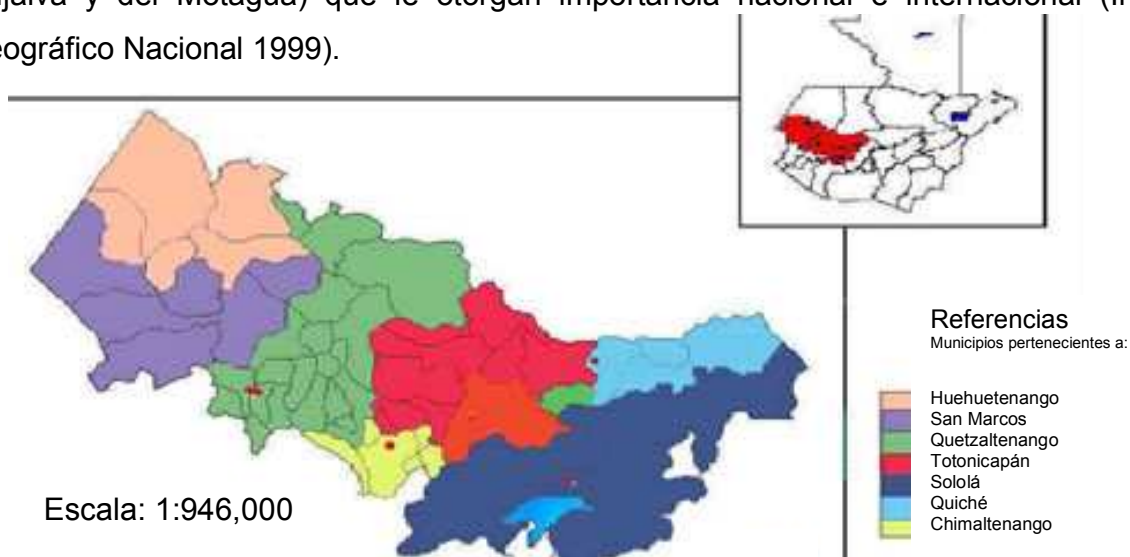 y del Motagua) que le otorgan importancia nacional e internacional
Nacional 1999).
Referencias
Municipios pertenecientes a:
Huehuetenango
San Marcos
Quetzaltenango
Totonicapán
Sololá
Quiché
Chimaltenango
Escala: 1:946,000